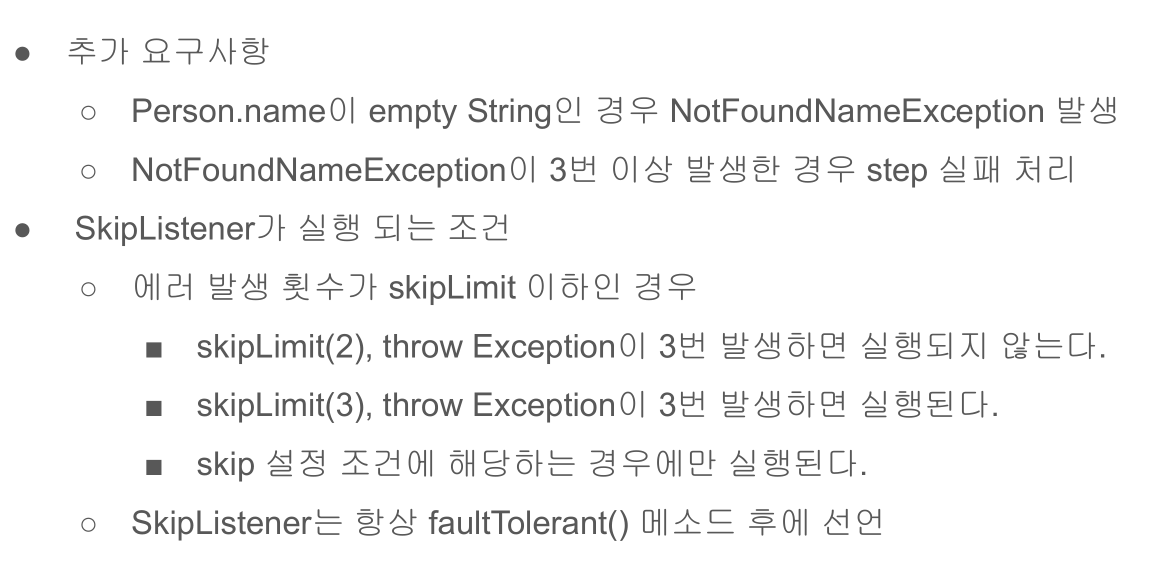 ● 추가 요구사항
○ Person.name이 empty String인 경우 NotFoundNameException 발생
○ NotFoundNameException이 3번 이상 발생한 경우 step 실패 처리
● SkipListener가 실행 되는 조건
○ 에러 발생 횟수가 skipLimit 이하인 경우
■ skipLimit(2), throw Exception이 3번 발생하면 실행되지 않는다.
■ skipLimit(3), throw Exception이 3번 발생하면 실행된다.
■ skip 설정 조건에 해당하는 경우에만 실행된다.
○ SkipListener는 항상 faultTolerant() 메소드 후에 선언